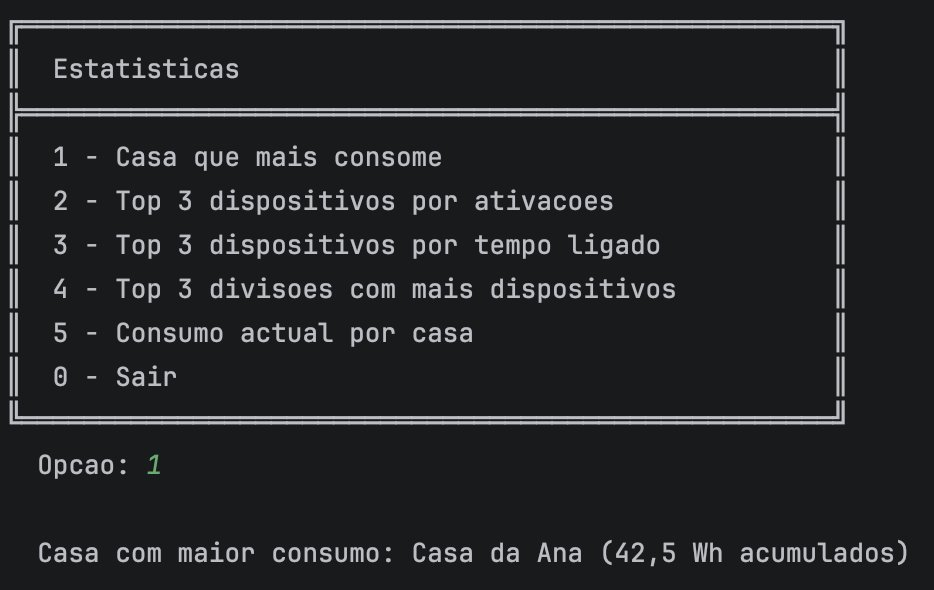 Estatisticas
1 - Casa que mais consome
2 - Top 3 dispositivos por ativacoes
3 - Top 3 dispositivos por tempo ligado
4 - Top 3 divisoes com mais dispositivos
5 - Consumo actual por casa
0 - Sair
Opcao: 1
Casa com maior consumo: Casa da Ana (42,5 Wh acumulados)